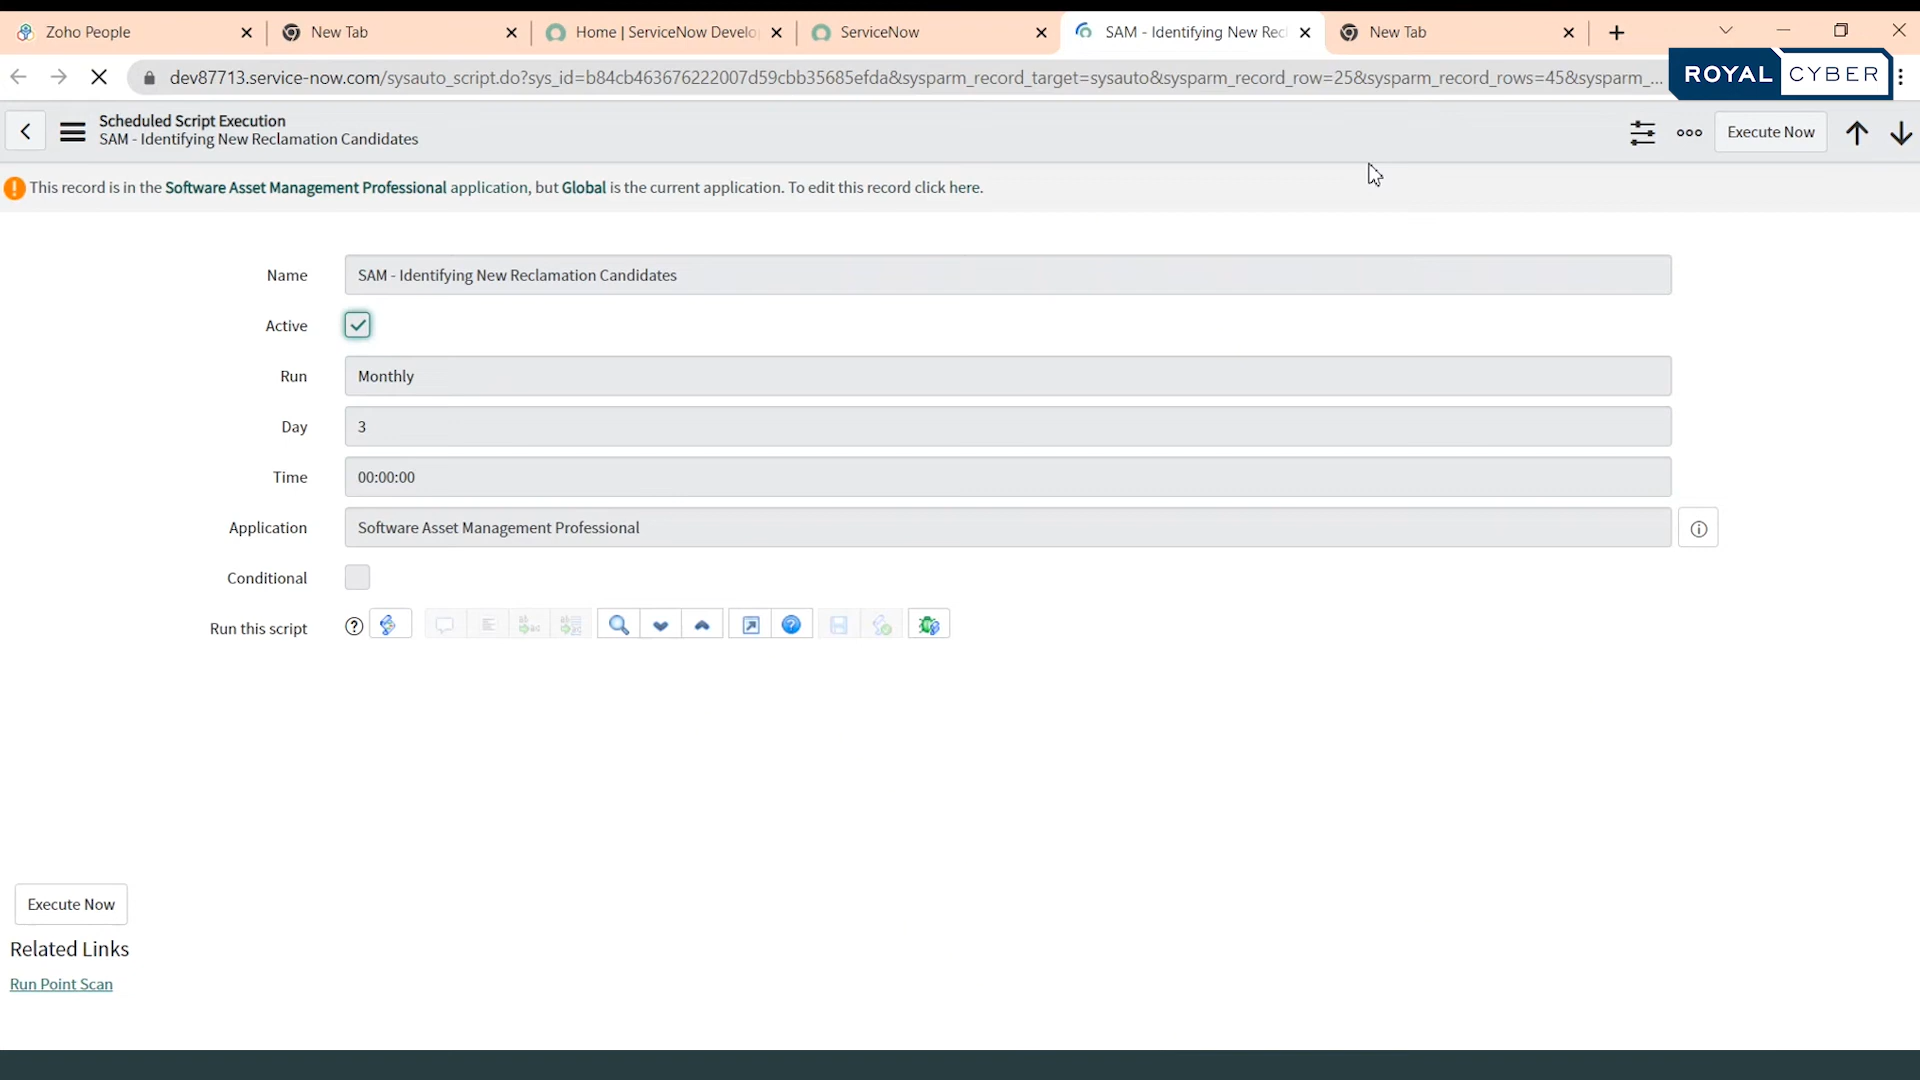 Zoho People
New Tab
Home | ServiceNow Develo
ServiceNow
SAM - Identifying New Rec
New Tab
dev87713.service-now.com/sysauto_script.do?sys_id=b84cb463676222007d59cbb35685efda&sysparm_record_target=sysauto&sysparm_record_row=25&sysparm_record_rows=45&sysparm_...
ROYAL CYBER
Scheduled Script Execution
SAM - Identifying New Reclamation Candidates
Execute Now
This record is in the Software Asset Management Professional application, but Global is the current application. To edit this record click here.
Name SAM - Identifying New Reclamation Candidates
Active
Run Monthly
Day 3
Time 00:00:00
Application Software Asset Management Professional
Conditional
Run this script
Execute Now
Related Links
Run Point Scan